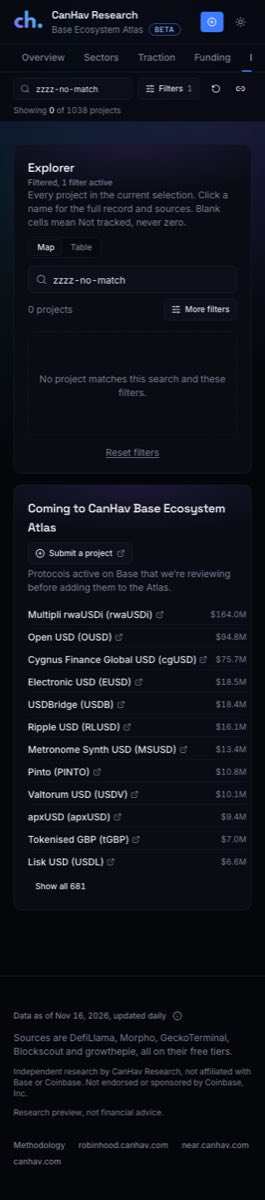 ch. CanHav Research
Base Ecosystem Atlas BETA
Overview Sectors Traction Funding
zzzz-no-match Filters 1
Showing 0 of 1038 projects
Explorer
Filtered, 1 filter active
Every project in the current selection. Click a
name for the full record and sources. Blank
cells mean Not tracked, never zero.
Map Table
zzzz-no-match
0 projects More filters
No project matches this search and these
filters.
Reset filters
Coming to CanHav Base Ecosystem
Atlas
Submit a project
Protocols active on Base that we're reviewing
before adding them to the Atlas.
Multipli rwaUSDi (rwaUSDi) $164.0M
Open USD (OUSD) $94.8M
Cygnus Finance Global USD (cgUSD) $75.7M
Electronic USD (EUSD) $18.5M
USDBridge (USDB) $18.4M
Ripple USD (RLUSD) $16.1M
Metronome Synth USD (MSUSD) $13.4M
Pinto (PINTO) $10.8M
Valtorum USD (USDV) $10.1M
apxUSD (apxUSD) $9.4M
Tokenised GBP (tGBP) $7.0M
Lisk USD (USDL) $6.6M
Show all 681
Data as of Nov 16, 2026, updated daily
Sources are DefiLlama, Morpho, GeckoTerminal,
Blockscout and growthepie, all on their free tiers.
Independent research by CanHav Research, not affiliated with
Base or Coinbase. Not endorsed or sponsored by Coinbase,
Inc.
Research preview, not financial advice.
Methodology robinhood.canhav.com near.canhav.com
canhav.com